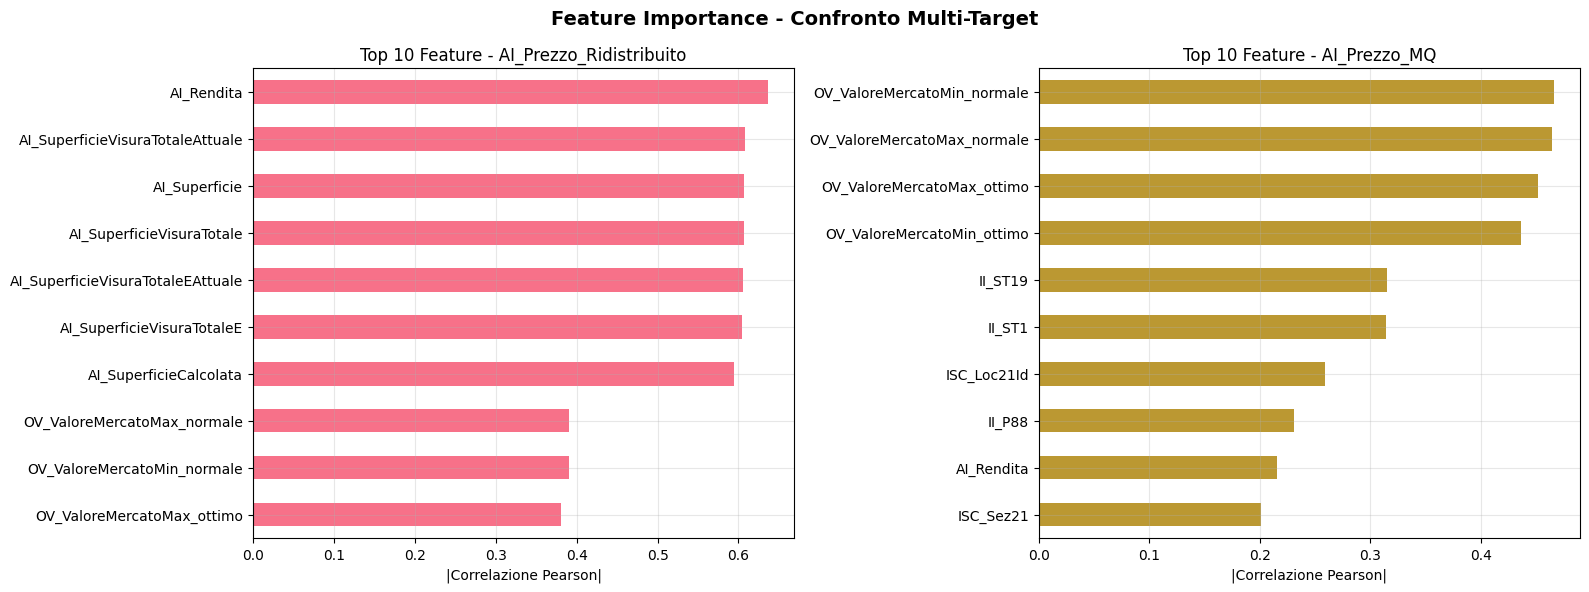 Feature Importance - Confronto Multi-Target
Top 10 Feature - AI_Prezzo_Ridistribuito
AI_Rendita
AI_SuperficieVisuraTotaleAttuale
AI_Superficie
AI_SuperficieVisuraTotale
AI_SuperficieVisuraTotaleEAttuale
AI_SuperficieVisuraTotaleE
AI_SuperficieCalcolata
OV_ValoreMercatoMax_normale
OV_ValoreMercatoMin_normale
OV_ValoreMercatoMax_ottimo
0.0 0.1 0.2 0.3 0.4 0.5 0.6
|Correlazione Pearson|
Top 10 Feature - AI_Prezzo_MQ
OV_ValoreMercatoMin_normale
OV_ValoreMercatoMax_normale
OV_ValoreMercatoMax_ottimo
OV_ValoreMercatoMin_ottimo
II_ST19
II_ST1
ISC_Loc21Id
II_P88
AI_Rendita
ISC_Sez21
0.0 0.1 0.2 0.3 0.4
|Correlazione Pearson|